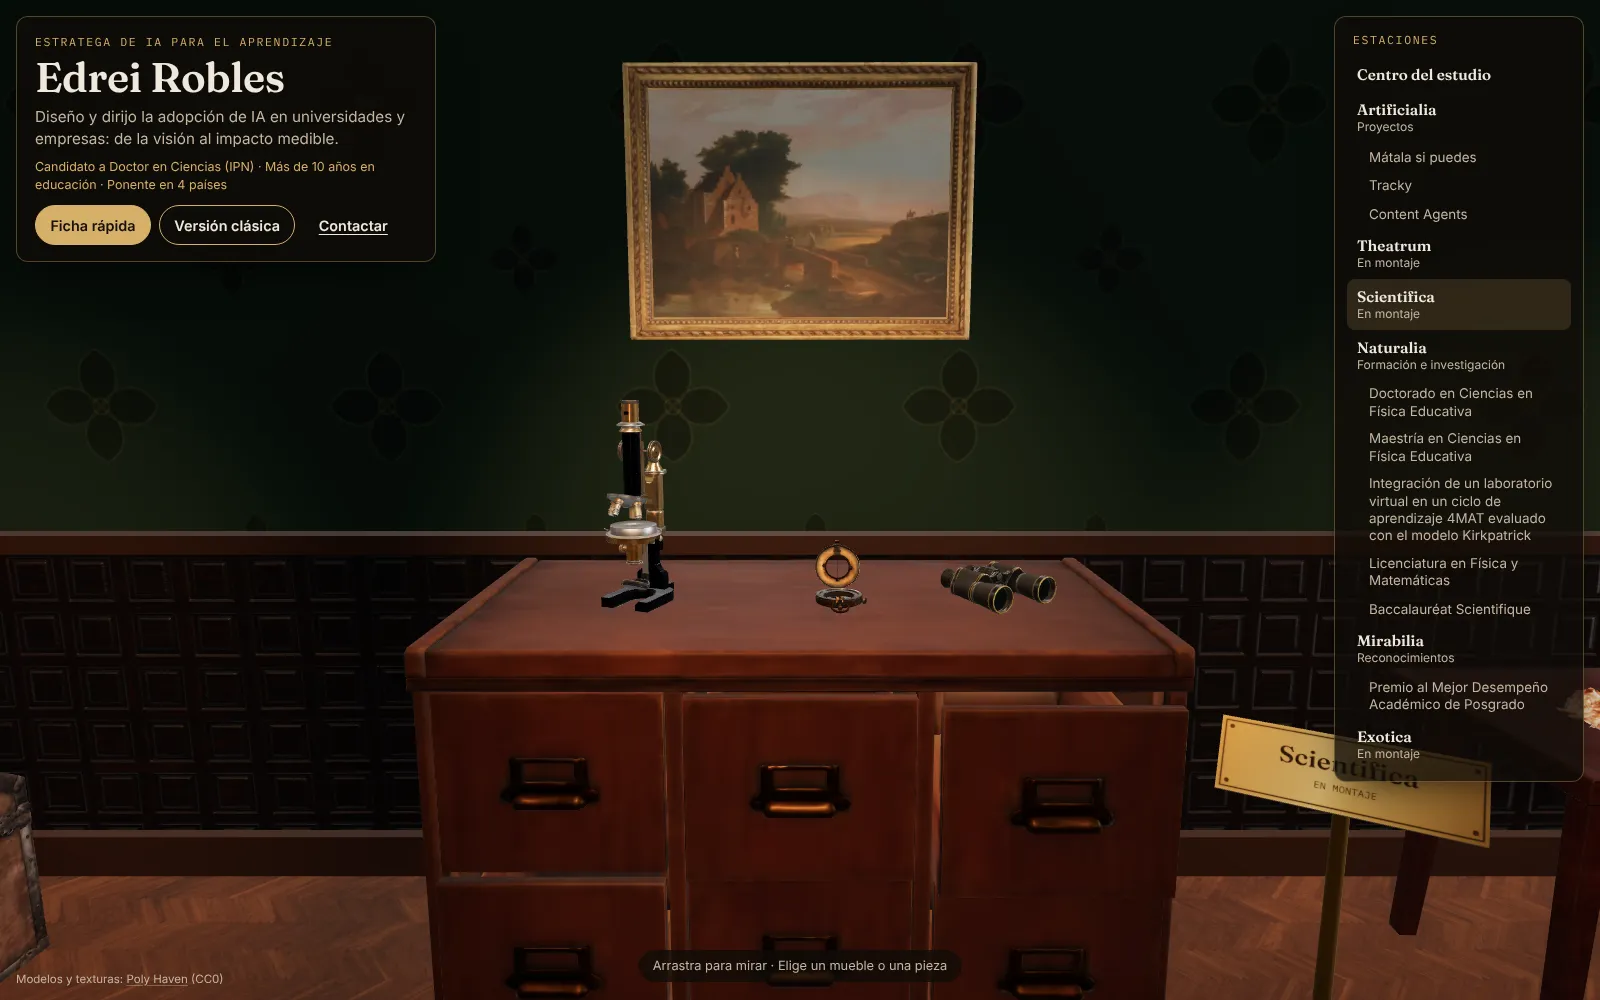 ESTRATEGA DE IA PARA EL APRENDIZAJE
Edrei Robles
Diseño y dirijo la adopción de IA en universidades y
empresas: de la visión al impacto medible.
Candidato a Doctor en Ciencias (IPN) · Más de 10 años en
educación · Ponente en 4 países
Ficha rápida
Versión clásica
Contactar
ESTACIONES
Centro del estudio
Artificialia
Proyectos
Mátala si puedes
Tracky
Content Agents
Theatrum
En montaje
Scientifica
En montaje
Naturalia
Formación e investigación
Doctorado en Ciencias en
Física Educativa
Maestría en Ciencias en
Física Educativa
Integración de un laboratorio
virtual en un ciclo de
aprendizaje 4MAT evaluado
con el modelo Kirkpatrick
Licenciatura en Física y
Matemáticas
Baccalauréat Scientifique
Mirabilia
Reconocimientos
Premio al Mejor Desempeño
Académico de Posgrado
Exotica
En montaje
Scientifica
EN MONTAJE
Arrastra para mirar · Elige un mueble o una pieza
Modelos y texturas: Poly Haven (CC0)